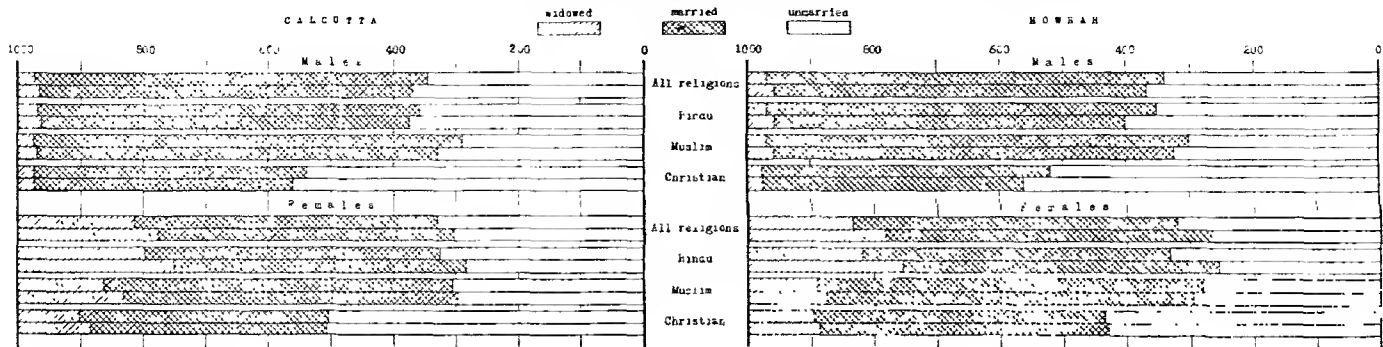 CALCUTTA widowed married unmarried HOWRAH
1000 800 600 400 200 0 1000 800 600 400 200 0
Males Males
All religions
Hindu
Muslim
Christian
Females Females
All religions
Hindu
Muslim
Christian